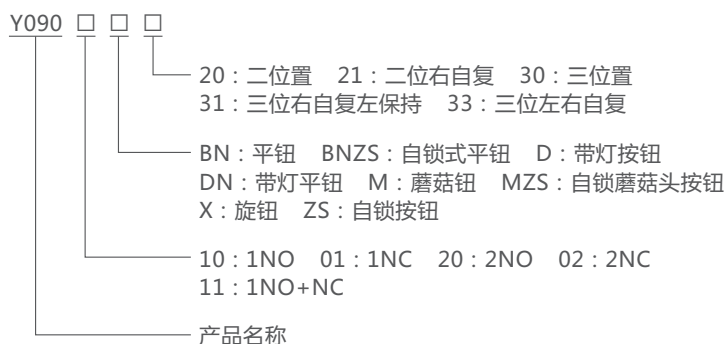 Y090 □ □ □
20：二位置 21：二位右自复 30：三位置
31：三位右自复左保持 33：三位左右自复
BN：平钮 BNZS：自锁式平钮 D：带灯按钮
DN：带灯平钮 M：蘑菇钮 MZS：自锁蘑菇头按钮
X：旋钮 ZS：自锁按钮
10：1NO 01：1NC 20：2NO 02：2NC
11：1NO+NC
产品名称